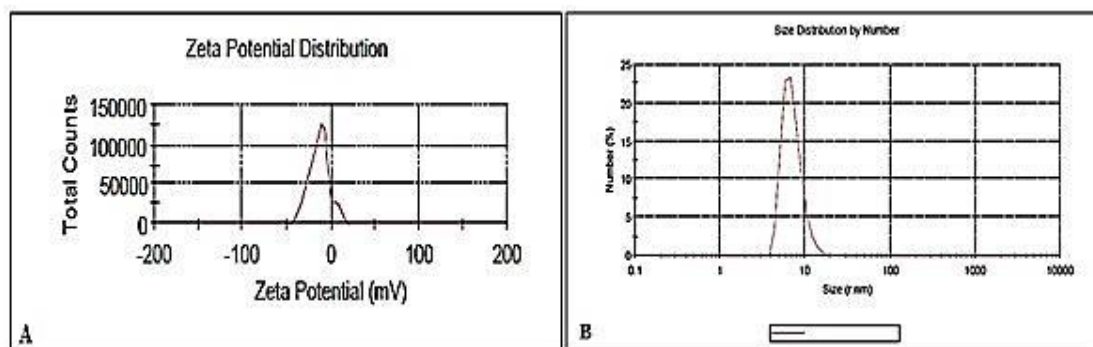 Zeta Potential Distribution
Total Counts
150000
100000
50000
0
-200
-100
0
100
200
Zeta Potential (mV)
A
Size Distribution by Number
Number (%)
25
20
15
10
5
0
0.1
1
10
100
1000
10000
Size
B